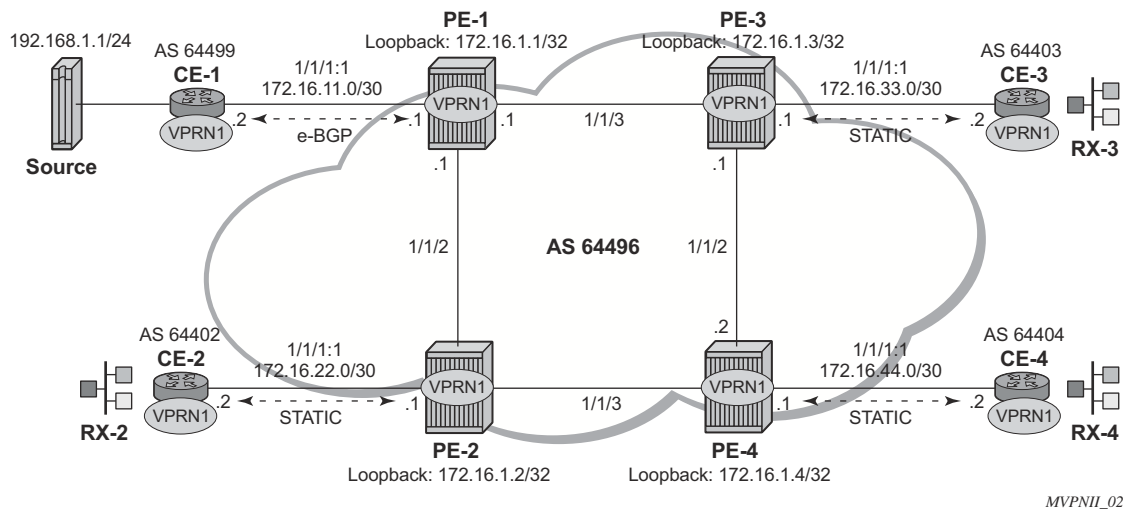 PE-1
Loopback: 172.16.1.1/32
PE-3
Loopback: 172.16.1.3/32
192.168.1.1/24
Source
AS 64499
CE-1
VPRN1
.2
1/1/1:1
172.16.11.0/30
e-BGP
.1
VPRN1
.1
.1
1/1/3
VPRN1
.1
.1
1/1/1:1
172.16.33.0/30
STATIC
.2
AS 64403
CE-3
VPRN1
RX-3
1/1/2
AS 64496
1/1/2
.2
RX-2
AS 64402
CE-2
VPRN1
.2
1/1/1:1
172.16.22.0/30
STATIC
.1
VPRN1
PE-2
Loopback: 172.16.1.2/32
1/1/3
VPRN1
.1
PE-4
Loopback: 172.16.1.4/32
1/1/1:1
172.16.44.0/30
STATIC
.2
AS 64404
CE-4
VPRN1
RX-4
MVPNII_02